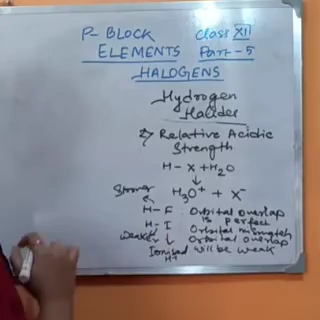 P-BLOCK Class XII
ELEMENTS Part-5
HALOGENS
Hydrogen
Halides
Relative Acidic
Strength
H-X + H2O
↓
H3O+ + X-
Stronger
H-F : Orbital overlap
is perfect
H-I Orbital mismatch
Weaker ↓ Orbital overlap
Ionised will be weak
H+